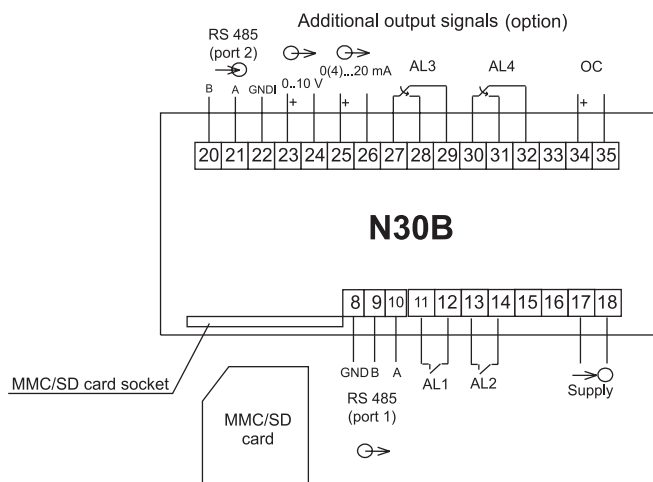 Additional output signals (option)
RS 485
(port 2)
0..10 V
0(4)...20 mA
AL3
AL4
OC
B A GNDI + + +
20 21 22 23 24 25 26 27 28 29 30 31 32 33 34 35
N30B
8 9 10 11 12 13 14 15 16 17 18
MMC/SD card socket
GND B A
AL1
AL2
Supply
RS 485
(port 1)
MMC/SD
card